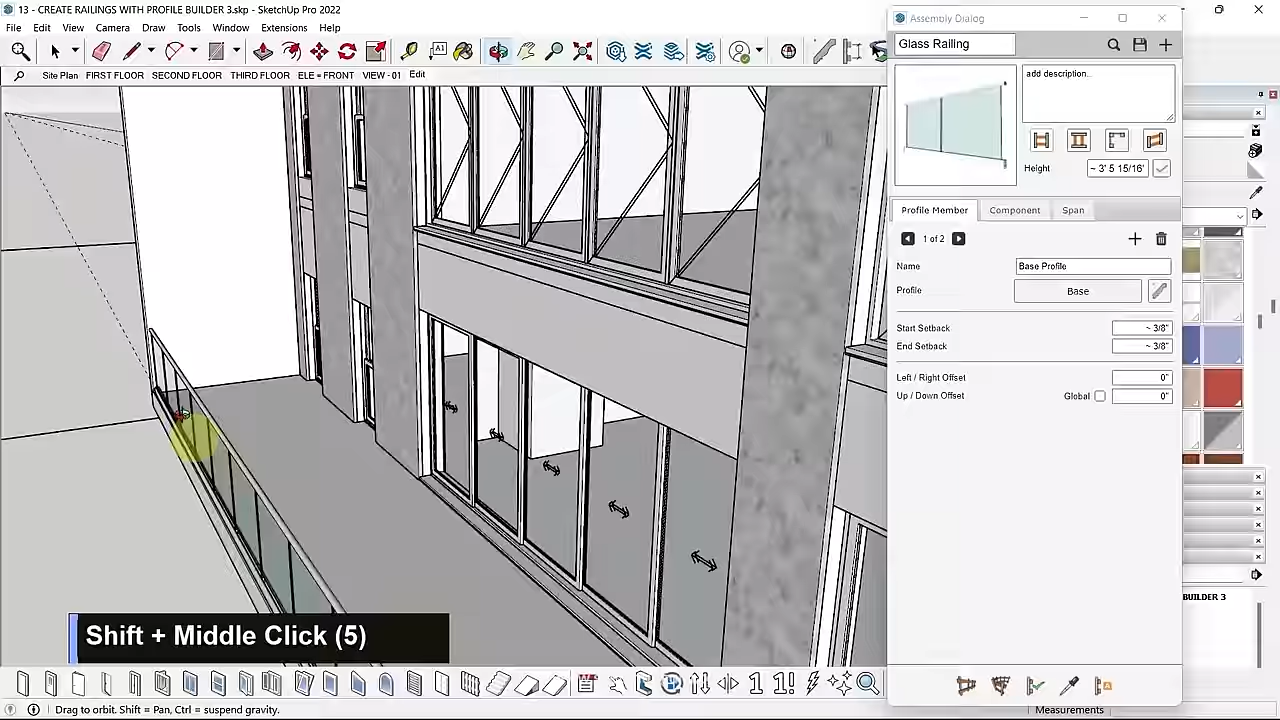 13 - CREATE RAILINGS WITH PROFILE BUILDER 3.skp - SketchUp Pro 2022
File Edit View Camera Draw Tools Window Extensions Help
Site Plan FIRST FLOOR SECOND FLOOR THIRD FLOOR ELE = FRONT VIEW - 01 Edit
Assembly Dialog
Glass Railing
add description..
Height ~ 3' 5 15/16"
Profile Member Component Span
1 of 2
Name Base Profile
Profile Base
Start Setback ~ 3/8"
End Setback ~ 3/8"
Left / Right Offset 0"
Up / Down Offset Global 0"
BUILDER 3
Shift + Middle Click (5)
Drag to orbit. Shift = Pan, Ctrl = suspend gravity.
Measurements